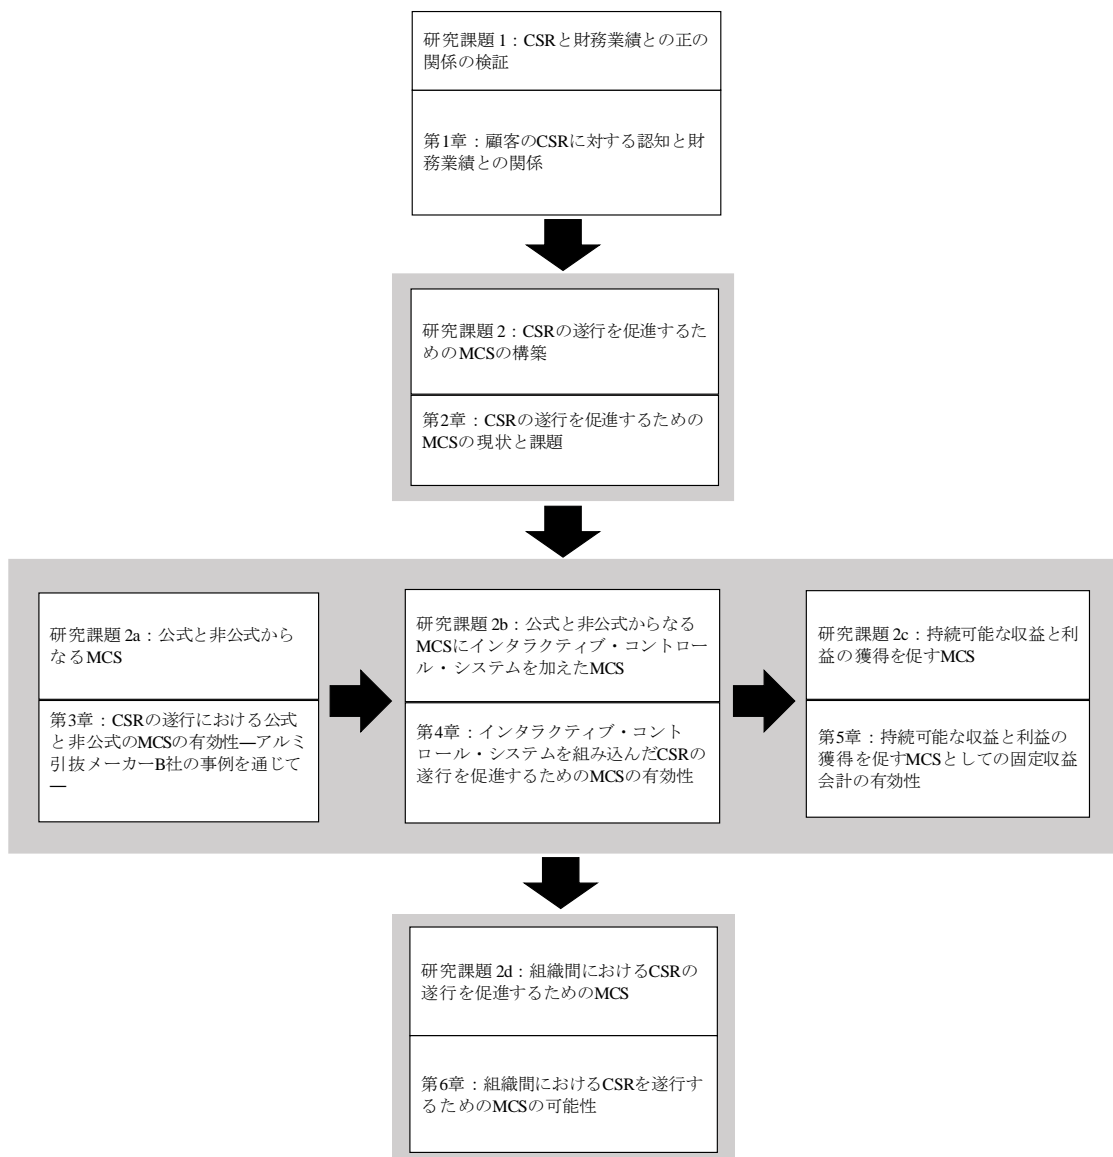 研究課題1：CSRと財務業績との正の
関係の検証
第1章：顧客のCSRに対する認知と財
務業績との関係
研究課題2：CSRの遂行を促進するた
めのMCSの構築
第2章：CSRの遂行を促進するための
MCSの現状と課題
研究課題2a：公式と非公式から
なるMCS
第3章：CSRの遂行における公式
と非公式のMCSの有効性―アルミ
引抜メーカーB社の事例を通じて
―
研究課題2b：公式と非公式からなる
MCSにインタラクティブ・コントロー
ル・システムを加えたMCS
第4章：インタラクティブ・コント
ロール・システムを組み込んだCSRの
遂行を促進するためのMCSの有効性
研究課題2c：持続可能な収益と利
益の獲得を促すMCS
第5章：持続可能な収益と利益の
獲得を促すMCSとしての固定収益
会計の有効性
研究課題2d：組織間におけるCSRの
遂行を促進するためのMCS
第6章：組織間におけるCSRを遂行す
るためのMCSの可能性